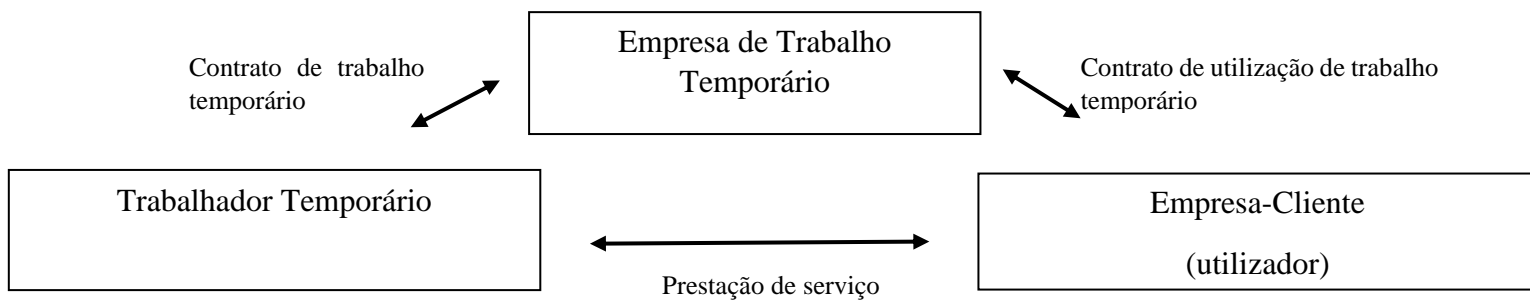 Empresa de Trabalho
Temporário
Contrato de trabalho
temporário
Contrato de utilização de trabalho
temporário
Trabalhador Temporário
Empresa-Cliente
(utilizador)
Prestação de serviço